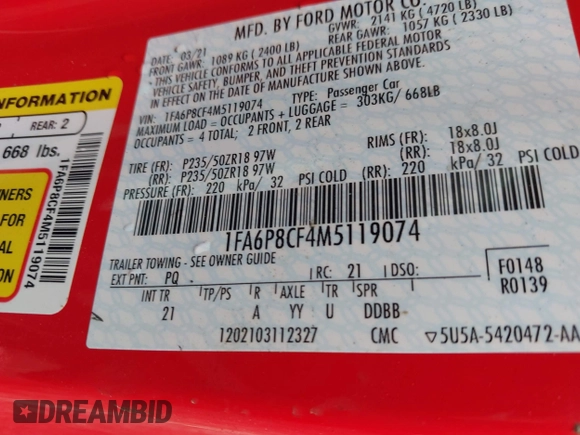 MFD. BY FORD MOTOR CO.
DATE: 03/21 GVWR: 2141 KG ( 4720 LB)
FRONT GAWR: 1089 KG ( 2400 LB) REAR GAWR: 1057 KG ( 2330 LB)
THIS VEHICLE CONFORMS TO ALL APPLICABLE FEDERAL MOTOR
VEHICLE SAFETY, BUMPER, AND THEFT PREVENTION STANDARDS
IN EFFECT ON THE DATE OF MANUFACTURE SHOWN ABOVE.
VIN: 1FA6P8CF4M5119074 TYPE: Passenger Car
MAXIMUM LOAD = OCCUPANTS + LUGGAGE = 303KG/ 668LB
OCCUPANTS = 4 TOTAL; 2 FRONT, 2 REAR
TIRE (FR): P235/50ZR18 97W RIMS (FR): 18x8.0J
(RR): P235/50ZR18 97W (RR): 18x8.0J
PRESSURE (FR): 220 kPa/ 32 PSI COLD (RR): 220 kPa/ 32 PSI COLD
1FA6P8CF4M5119074
TRAILER TOWING - SEE OWNER GUIDE
EXT PNT: PQ RC: 21 DSO: F0148
R0139
INT TR TP/PS R AXLE TR SPR
21 A YY U DDBB
1202103112327 CMC 5U5A-5420472-AA
INFORMATION
REAR: 2
668 lbs.
1FA6P8CF4M5119074
NERS
FOR
AL
ON
DREAMBID